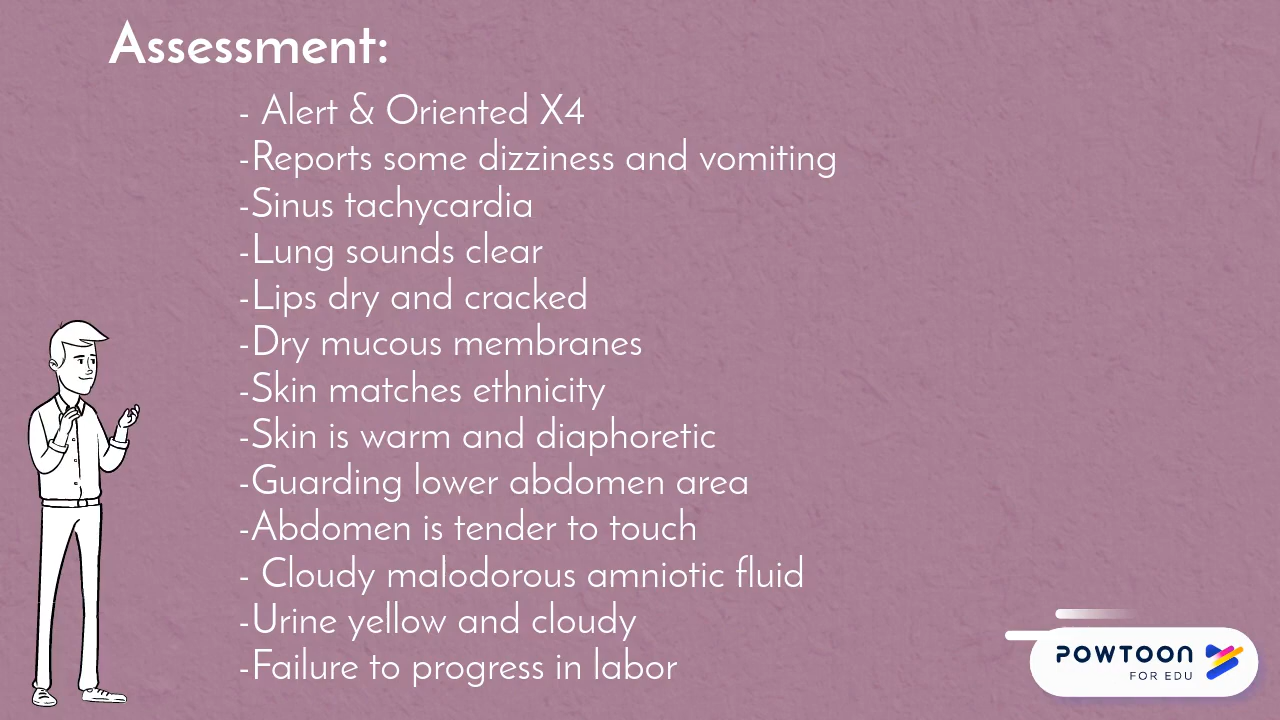 Assessment:
- Alert & Oriented X4
-Reports some dizziness and vomiting
-Sinus tachycardia
-Lung sounds clear
-Lips dry and cracked
-Dry mucous membranes
-Skin matches ethnicity
-Skin is warm and diaphoretic
-Guarding lower abdomen area
-Abdomen is tender to touch
- Cloudy malodorous amniotic fluid
-Urine yellow and cloudy
-Failure to progress in labor
POWTOON
FOR EDU